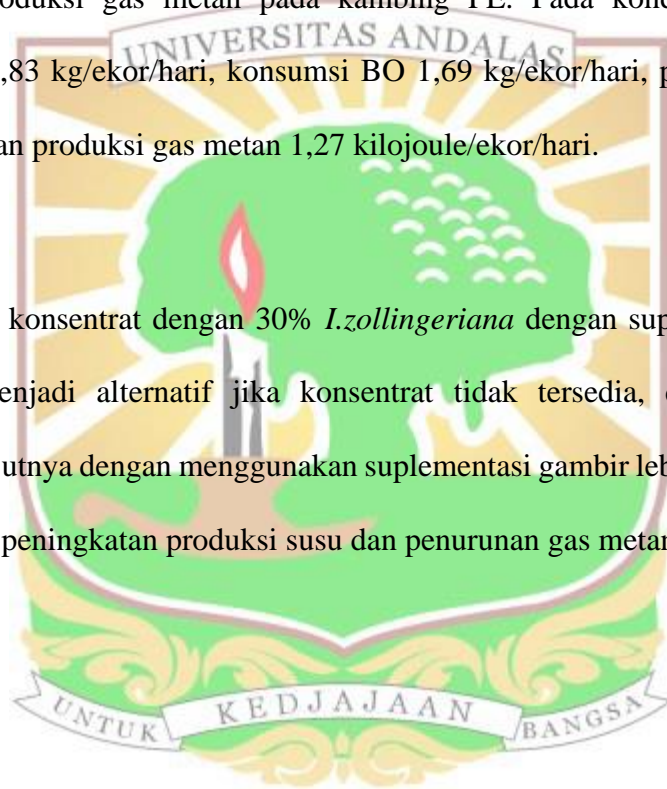 oduksi gas metan pada kambing PE. Pada kond
UNIVERSITAS ANDALAS
,83 kg/ekor/hari, konsumsi BO 1,69 kg/ekor/hari, p
an produksi gas metan 1,27 kilojoule/ekor/hari.
konsentrat dengan 30% I.zollingeriana dengan sup
enjadi alternatif jika konsentrat tidak tersedia,
utnya dengan menggunakan suplementasi gambir leb
peningkatan produksi susu dan penurunan gas metan
UNTUK KEDJAJAAN BANGSA